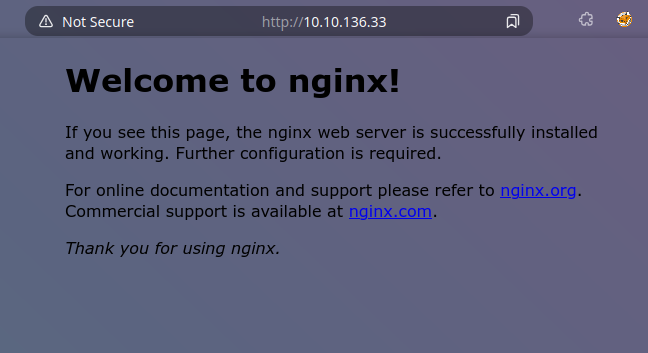 Not Secure
http://10.10.136.33
Welcome to nginx!
If you see this page, the nginx web server is successfully installed
and working. Further configuration is required.
For online documentation and support please refer to nginx.org.
Commercial support is available at nginx.com.
Thank you for using nginx.